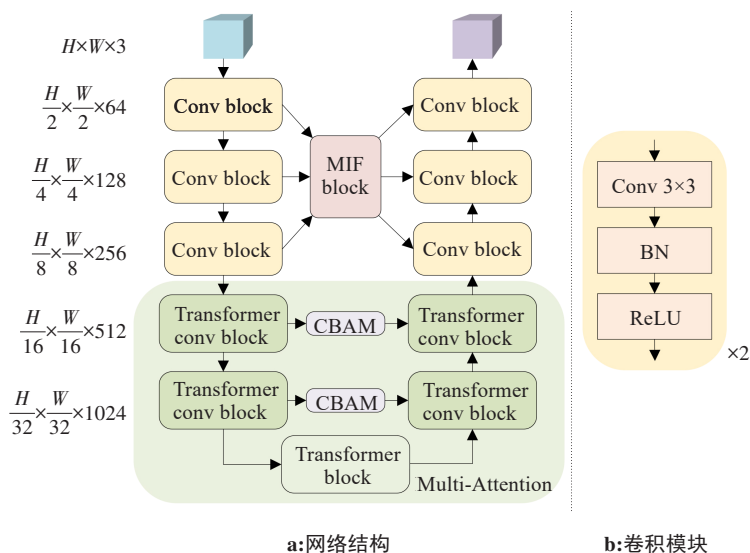 H×W×3
H/2×W/2×64
H/4×W/4×128
H/8×W/8×256
H/16×W/16×512
H/32×W/32×1024
Conv block
Conv block
Conv block
MIF
block
Conv block
Conv block
Conv block
Transformer
conv block
CBAM
Transformer
conv block
Transformer
conv block
CBAM
Transformer
conv block
Transformer
block
Multi-Attention
a:网络结构
Conv 3×3
BN
ReLU
×2
b:卷积模块